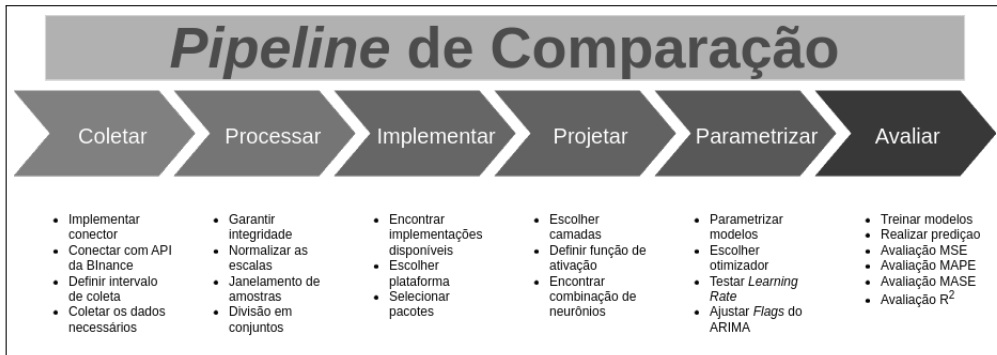 Pipeline de Comparação
Coletar
Processar
Implementar
Projetar
Parametrizar
Avaliar
• Implementar
conector
• Conectar com API
da BInance
• Definir intervalo
de coleta
• Coletar os dados
necessários
• Garantir
integridade
• Normalizar as
escalas
• Janelamento de
amostras
• Divisão em
conjuntos
• Encontrar
implementações
disponíveis
• Escolher
plataforma
• Selecionar
pacotes
• Escolher
camadas
• Definir função de
ativação
• Encontrar
combinação de
neurônios
• Parametrizar
modelos
• Escolher
otimizador
• Testar Learning
Rate
• Ajustar Flags do
ARIMA
• Treinar modelos
• Realizar prediçao
• Avaliação MSE
• Avaliação MAPE
• Avaliação MASE
• Avaliação R²